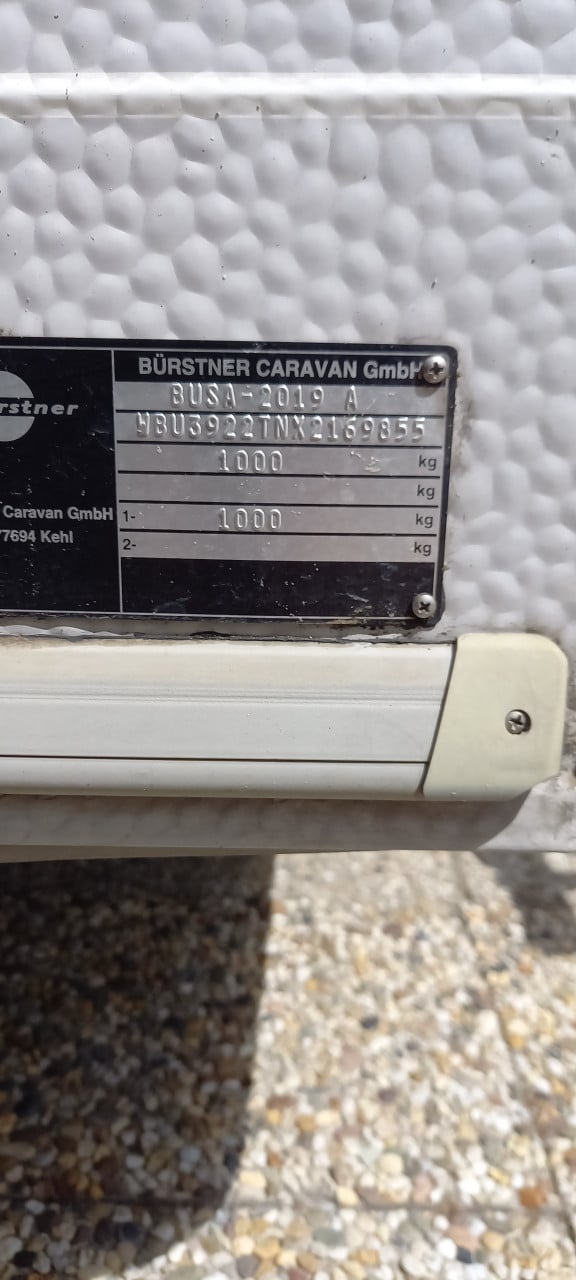 BÜRSTNER CARAVAN GmbH
rstner
BUSA-2019 A
WBU3922TNX2169855
1000 kg
kg
Caravan GmbH
1- 1000 kg
7694 Kehl
2- kg